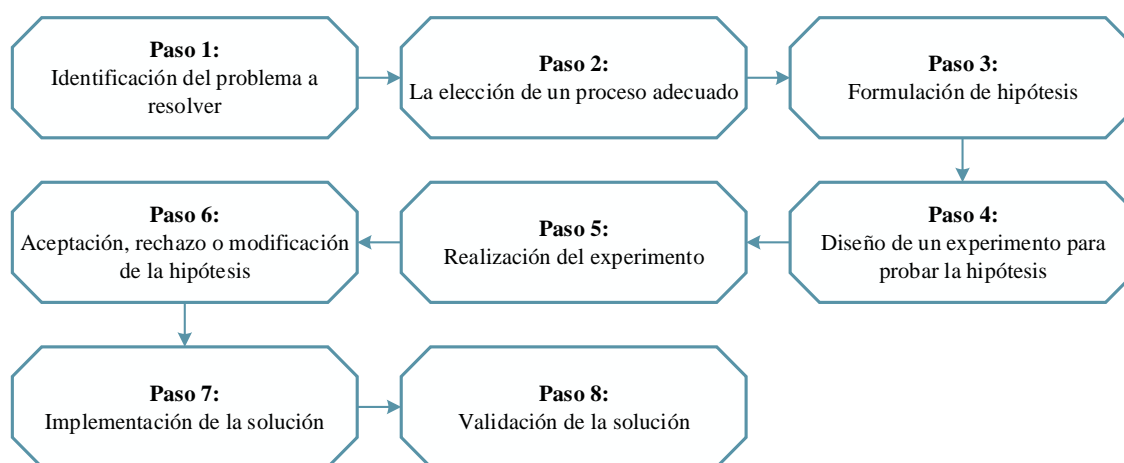 Paso 1:
Identificación del problema a
resolver
Paso 2:
La elección de un proceso adecuado
Paso 3:
Formulación de hipótesis
Paso 4:
Diseño de un experimento para
probar la hipótesis
Paso 5:
Realización del experimento
Paso 6:
Aceptación, rechazo o modificación
de la hipótesis
Paso 7:
Implementación de la solución
Paso 8:
Validación de la solución